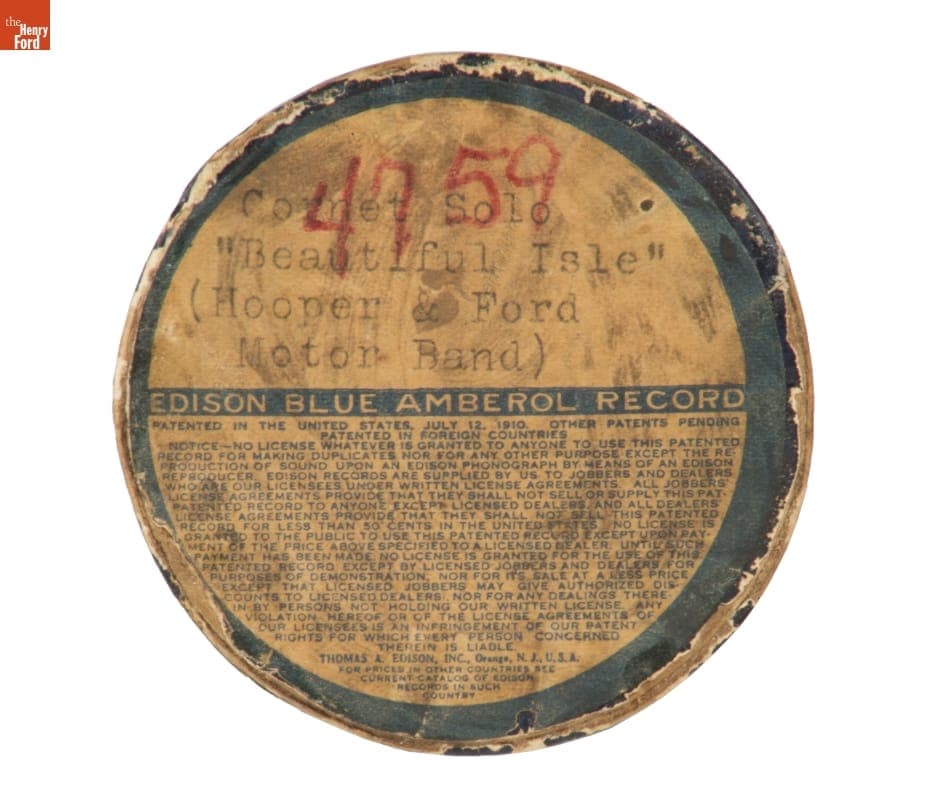 the
Henry
Ford
4759
Cornet Solo
"Beautiful Isle"
(Hooper & Ford
Motor Band)
EDISON BLUE AMBEROL RECORD
PATENTED IN THE UNITED STATES, JULY 12, 1910. OTHER PATENTS PENDING
PATENTED IN FOREIGN COUNTRIES
NOTICE—NO LICENSE WHATEVER IS GRANTED TO ANYONE TO USE THIS PATENTED
RECORD FOR MAKING DUPLICATES NOR FOR ANY OTHER PURPOSE EXCEPT THE RE-
PRODUCTION OF SOUND UPON AN EDISON PHONOGRAPH BY MEANS OF AN EDISON
REPRODUCER. EDISON RECORDS ARE SUPPLIED BY US TO JOBBERS AND DEALERS
WHO ARE OUR LICENSEES UNDER WRITTEN LICENSE AGREEMENTS. ALL JOBBERS'
LICENSE AGREEMENTS PROVIDE THAT THEY SHALL NOT SELL OR SUPPLY THIS PAT-
PATENTED RECORD TO ANYONE EXCEPT LICENSED DEALERS, AND ALL DEALERS'
LICENSE AGREEMENTS PROVIDE THAT THEY SHALL NOT SELL THIS PATENTED
RECORD FOR LESS THAN 50 CENTS IN THE UNITED STATES. NO LICENSE IS
GRANTED TO THE PUBLIC TO USE THIS PATENTED RECORD EXCEPT UPON PAY-
MENT OF THE PRICE ABOVE SPECIFIED TO A LICENSED DEALER. UNTIL SUCH
PAYMENT HAS BEEN MADE, NO LICENSE IS GRANTED FOR THE USE OF THIS
PATENTED RECORD EXCEPT BY LICENSED JOBBERS AND DEALERS FOR
PURPOSES OF DEMONSTRATION, NOR FOR ITS SALE AT A LESS PRICE
EXCEPT THAT LICENSED JOBBERS MAY GIVE AUTHORIZED DIS-
COUNTS TO LICENSED DEALERS; NOR FOR ANY DEALINGS THERE-
IN BY PERSONS NOT HOLDING OUR WRITTEN LICENSE. ANY
VIOLATION HEREOF OR OF THE LICENSE AGREEMENTS OF
OUR LICENSEES IS AN INFRINGEMENT OF OUR PATENT
RIGHTS FOR WHICH EVERY PERSON CONCERNED
THEREIN IS LIABLE.
THOMAS A. EDISON, INC., Orange, N. J., U. S. A.
FOR PRICES IN OTHER COUNTRIES SEE
CURRENT CATALOG OF EDISON
RECORDS IN SUCH
COUNTRY